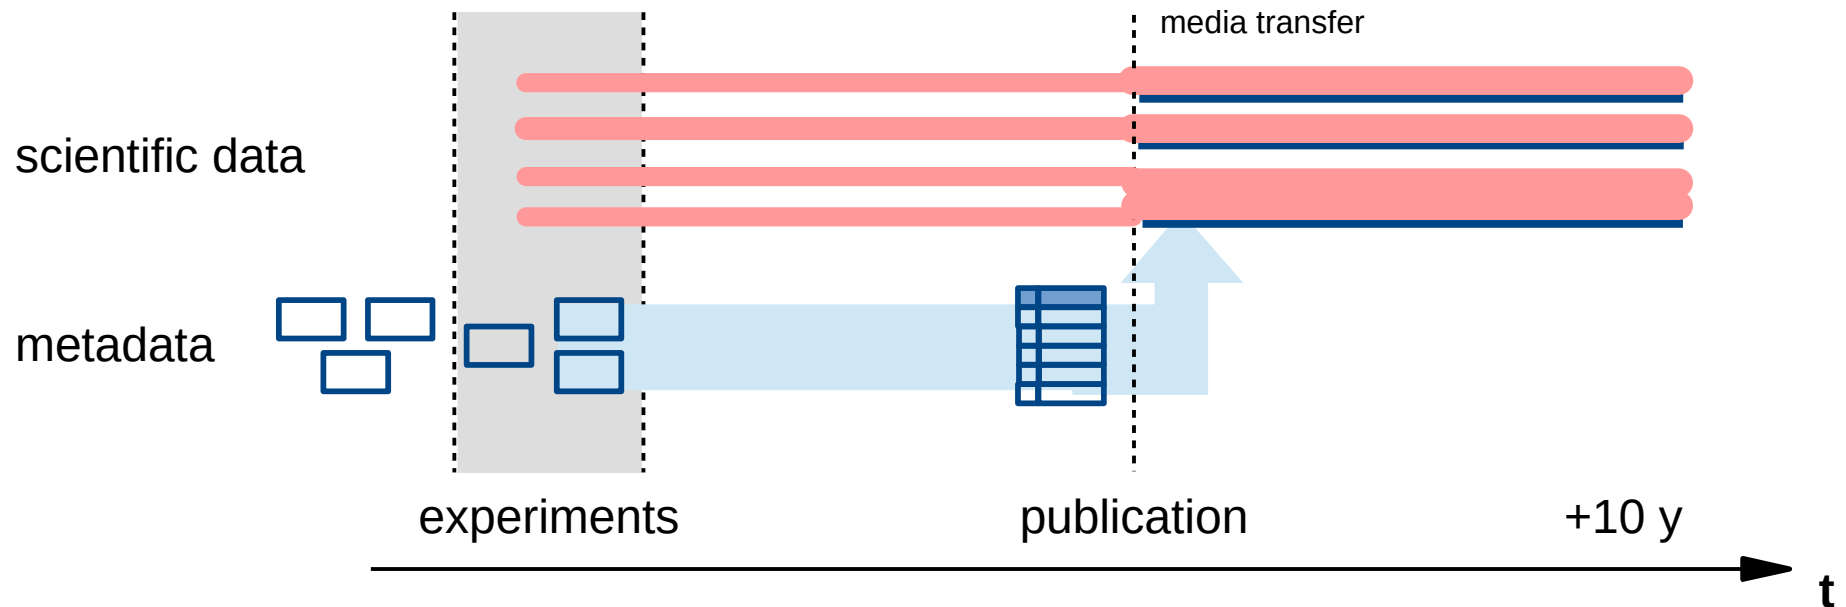 media transfer
scientific data
metadata
experiments
publication
+10 y
t